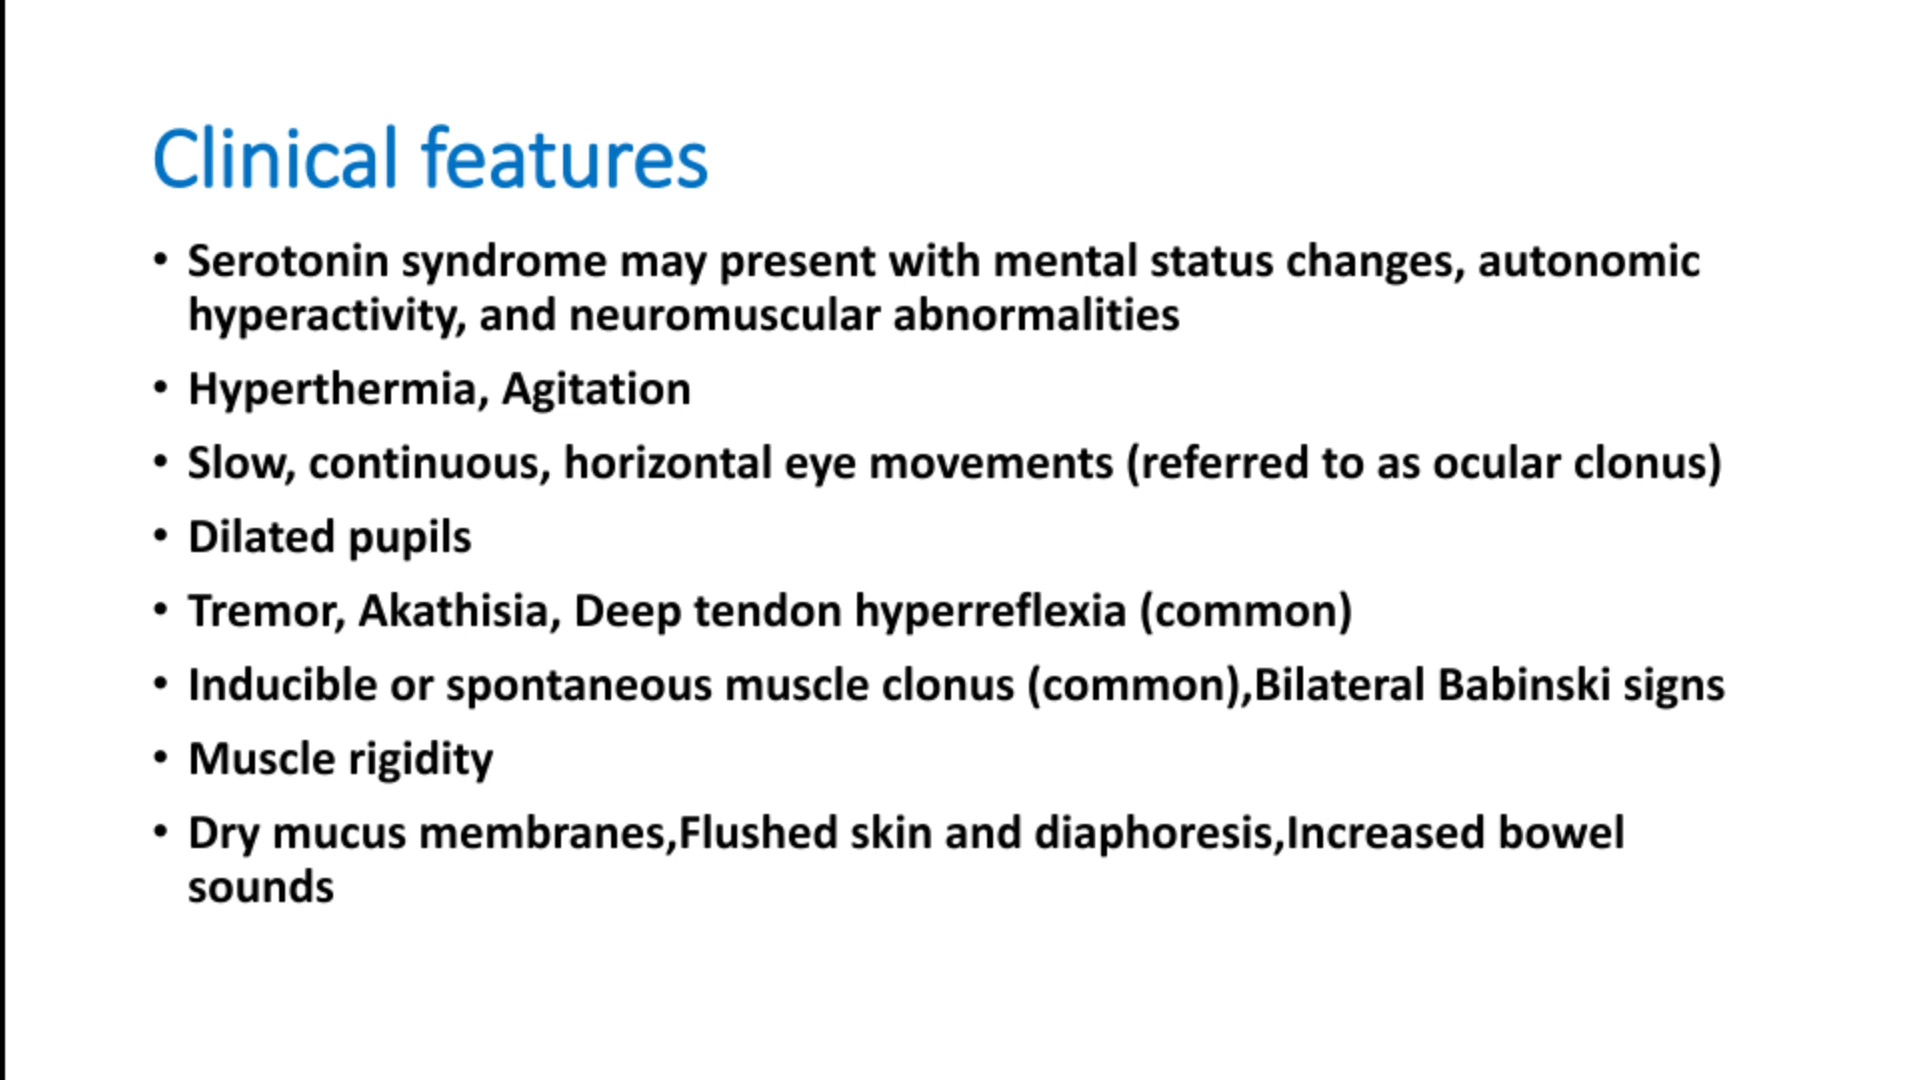 Clinical features
• Serotonin syndrome may present with mental status changes, autonomic
hyperactivity, and neuromuscular abnormalities
• Hyperthermia, Agitation
• Slow, continuous, horizontal eye movements (referred to as ocular clonus)
• Dilated pupils
• Tremor, Akathisia, Deep tendon hyperreflexia (common)
• Inducible or spontaneous muscle clonus (common),Bilateral Babinski signs
• Muscle rigidity
• Dry mucus membranes,Flushed skin and diaphoresis,Increased bowel
sounds